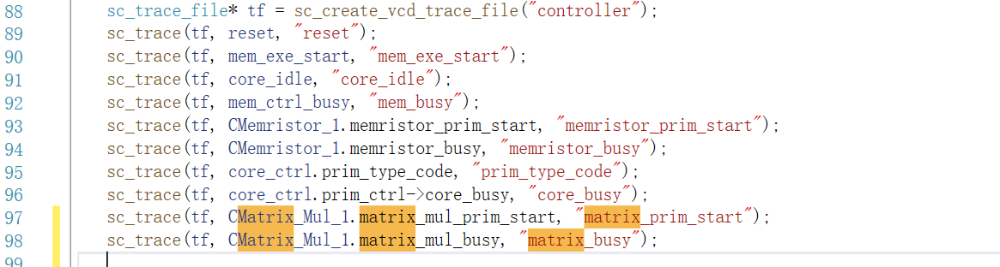 88 sc_trace_file* tf = sc_create_vcd_trace_file("controller");
89 sc_trace(tf, reset, "reset");
90 sc_trace(tf, mem_exe_start, "mem_exe_start");
91 sc_trace(tf, core_idle, "core_idle");
92 sc_trace(tf, mem_ctrl_busy, "mem_busy");
93 sc_trace(tf, CMemristor_1.memristor_prim_start, "memristor_prim_start");
94 sc_trace(tf, CMemristor_1.memristor_busy, "memristor_busy");
95 sc_trace(tf, core_ctrl.prim_type_code, "prim_type_code");
96 sc_trace(tf, core_ctrl.prim_ctrl->core_busy, "core_busy");
97 sc_trace(tf, CMatrix_Mul_1.matrix_mul_prim_start, "matrix_prim_start");
98 sc_trace(tf, CMatrix_Mul_1.matrix_mul_busy, "matrix_busy");
99